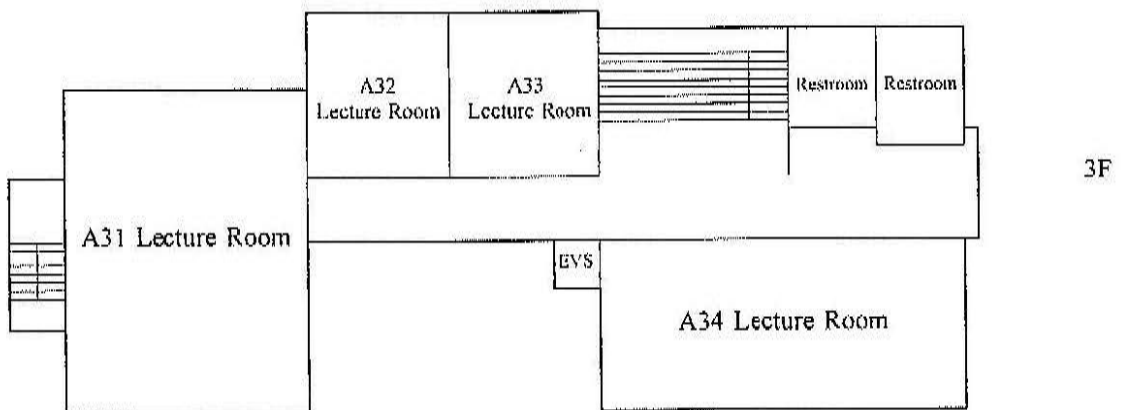 A32
Lecture Room
A33
Lecture Room
Restroom
Restroom
3F
A31 Lecture Room
EVS
A34 Lecture Room